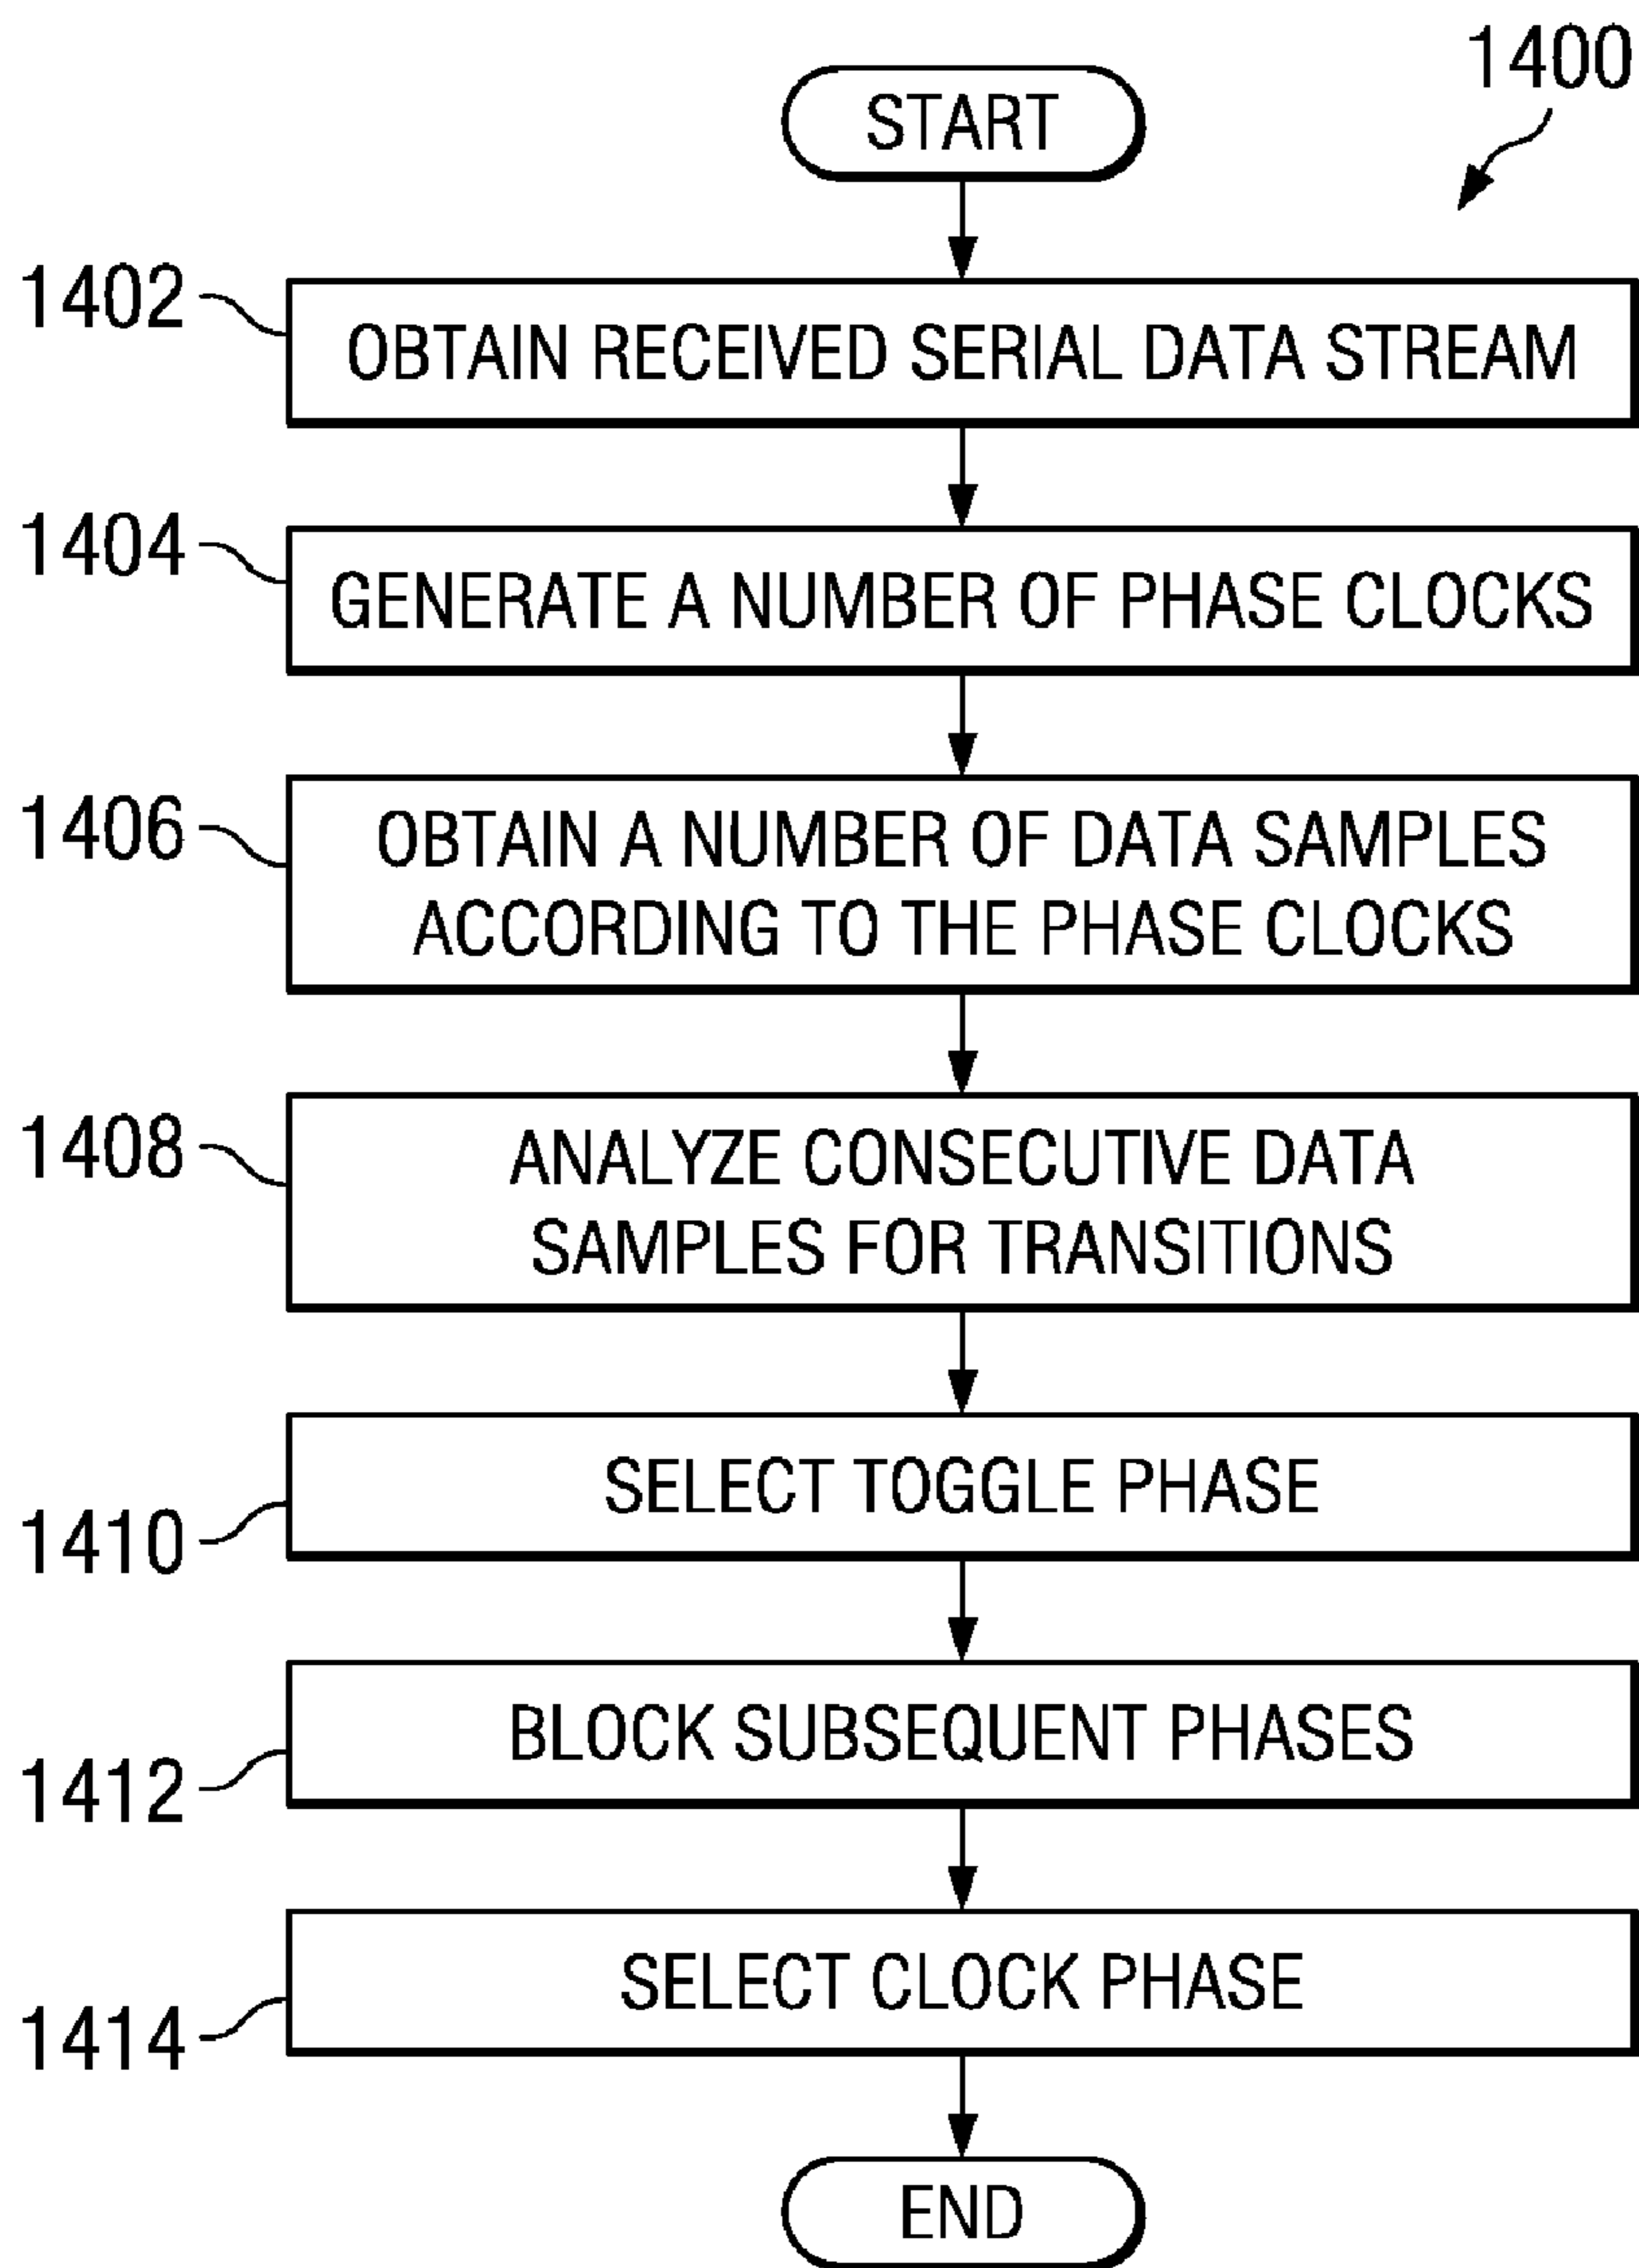 1400
START
1402
OBTAIN RECEIVED SERIAL DATA STREAM
1404
GENERATE A NUMBER OF PHASE CLOCKS
1406
OBTAIN A NUMBER OF DATA SAMPLES
ACCORDING TO THE PHASE CLOCKS
1408
ANALYZE CONSECUTIVE DATA
SAMPLES FOR TRANSITIONS
1410
SELECT TOGGLE PHASE
1412
BLOCK SUBSEQUENT PHASES
1414
SELECT CLOCK PHASE
END